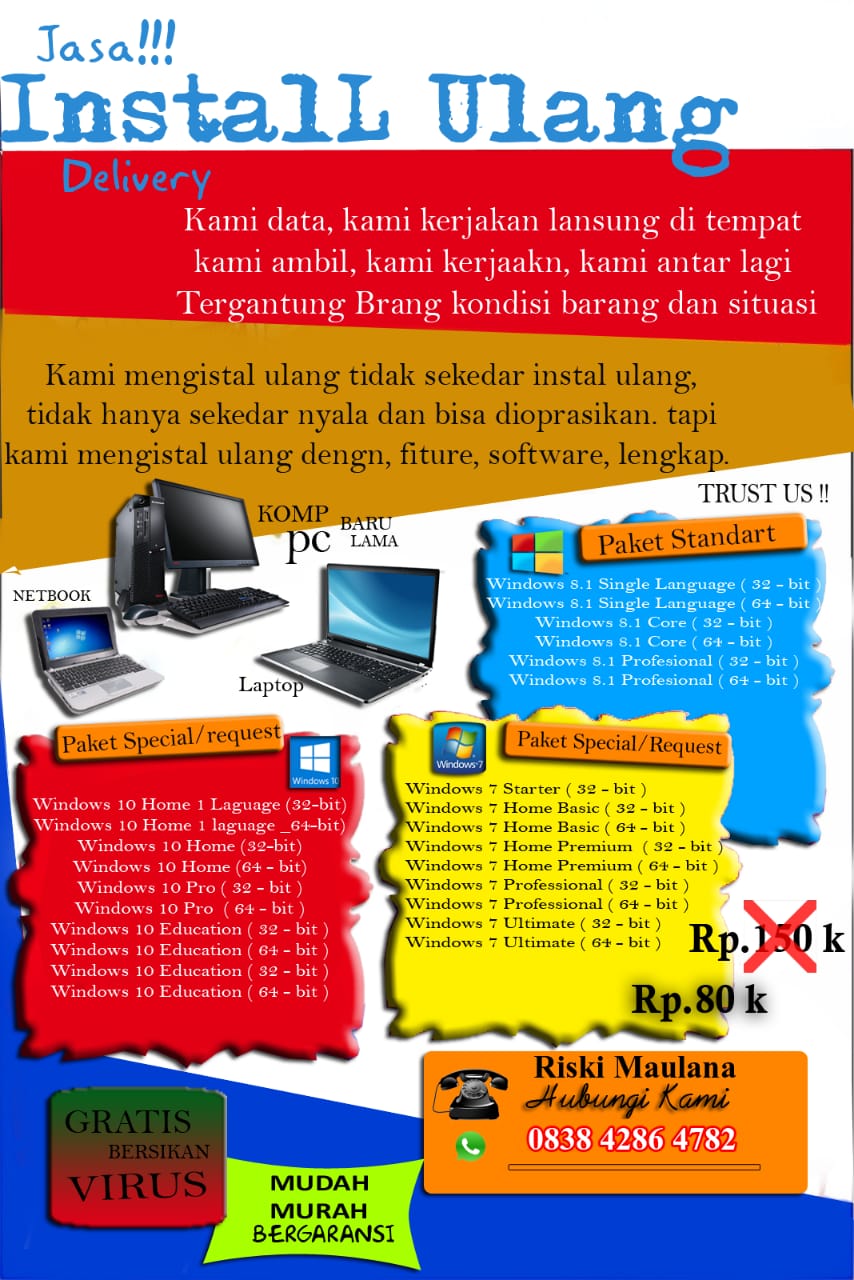 Jasa!!!
InstalL Ulang
Delivery
Kami data, kami kerjakan lansung di tempat
kami ambil, kami kerjaakn, kami antar lagi
Tergantung Brang kondisi barang dan situasi
Kami mengistal ulang tidak sekedar instal ulang,
tidak hanya sekedar nyala dan bisa dioprasikan. tapi
kami mengistal ulang dengn, fiture, software, lengkap.
TRUST US !!
KOMP
pc
BARU
LAMA
NETBOOK
Laptop
Paket Standart
Windows 8.1 Single Language ( 32 - bit )
Windows 8.1 Single Language ( 64 - bit )
Windows 8.1 Core ( 32 - bit )
Windows 8.1 Core ( 64 - bit )
Windows 8.1 Profesional ( 32 - bit )
Windows 8.1 Profesional ( 64 - bit )
Paket Special/request
Windows 10
Windows 10 Home 1 Laguage (32-bit)
Windows 10 Home 1 laguage _64-bit)
Windows 10 Home (32-bit)
Windows 10 Home (64 - bit)
Windows 10 Pro ( 32 - bit )
Windows 10 Pro ( 64 - bit )
Windows 10 Education ( 32 - bit )
Windows 10 Education ( 64 - bit )
Windows 10 Education ( 32 - bit )
Windows 10 Education ( 64 - bit )
Windows 7
Paket Special/Request
Windows 7 Starter ( 32 - bit )
Windows 7 Home Basic ( 32 - bit )
Windows 7 Home Basic ( 64 - bit )
Windows 7 Home Premium ( 32 - bit )
Windows 7 Home Premium ( 64 - bit )
Windows 7 Professional ( 32 - bit )
Windows 7 Professional ( 64 - bit )
Windows 7 Ultimate ( 32 - bit )
Windows 7 Ultimate ( 64 - bit )
Rp.150 k
Rp.80 k
Riski Maulana
Hubungi Kami
0838 4286 4782
GRATIS
BERSIKAN
VIRUS
MUDAH
MURAH
BERGARANSI